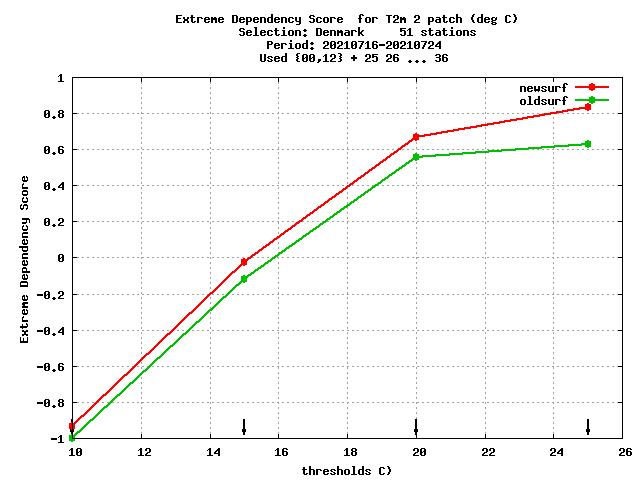 Extreme Dependency Score  for T2m 2 patch (deg C)
Selection: Denmark     51 stations
Period: 20210716-20210724
Used {00,12} + 25 26 ... 36
newsurf
oldsurf
1
0.8
0.6
0.4
0.2
0
-0.2
-0.4
-0.6
-0.8
-1
Extreme Dependency Score
10 12 14 16 18 20 22 24 26
thresholds C)